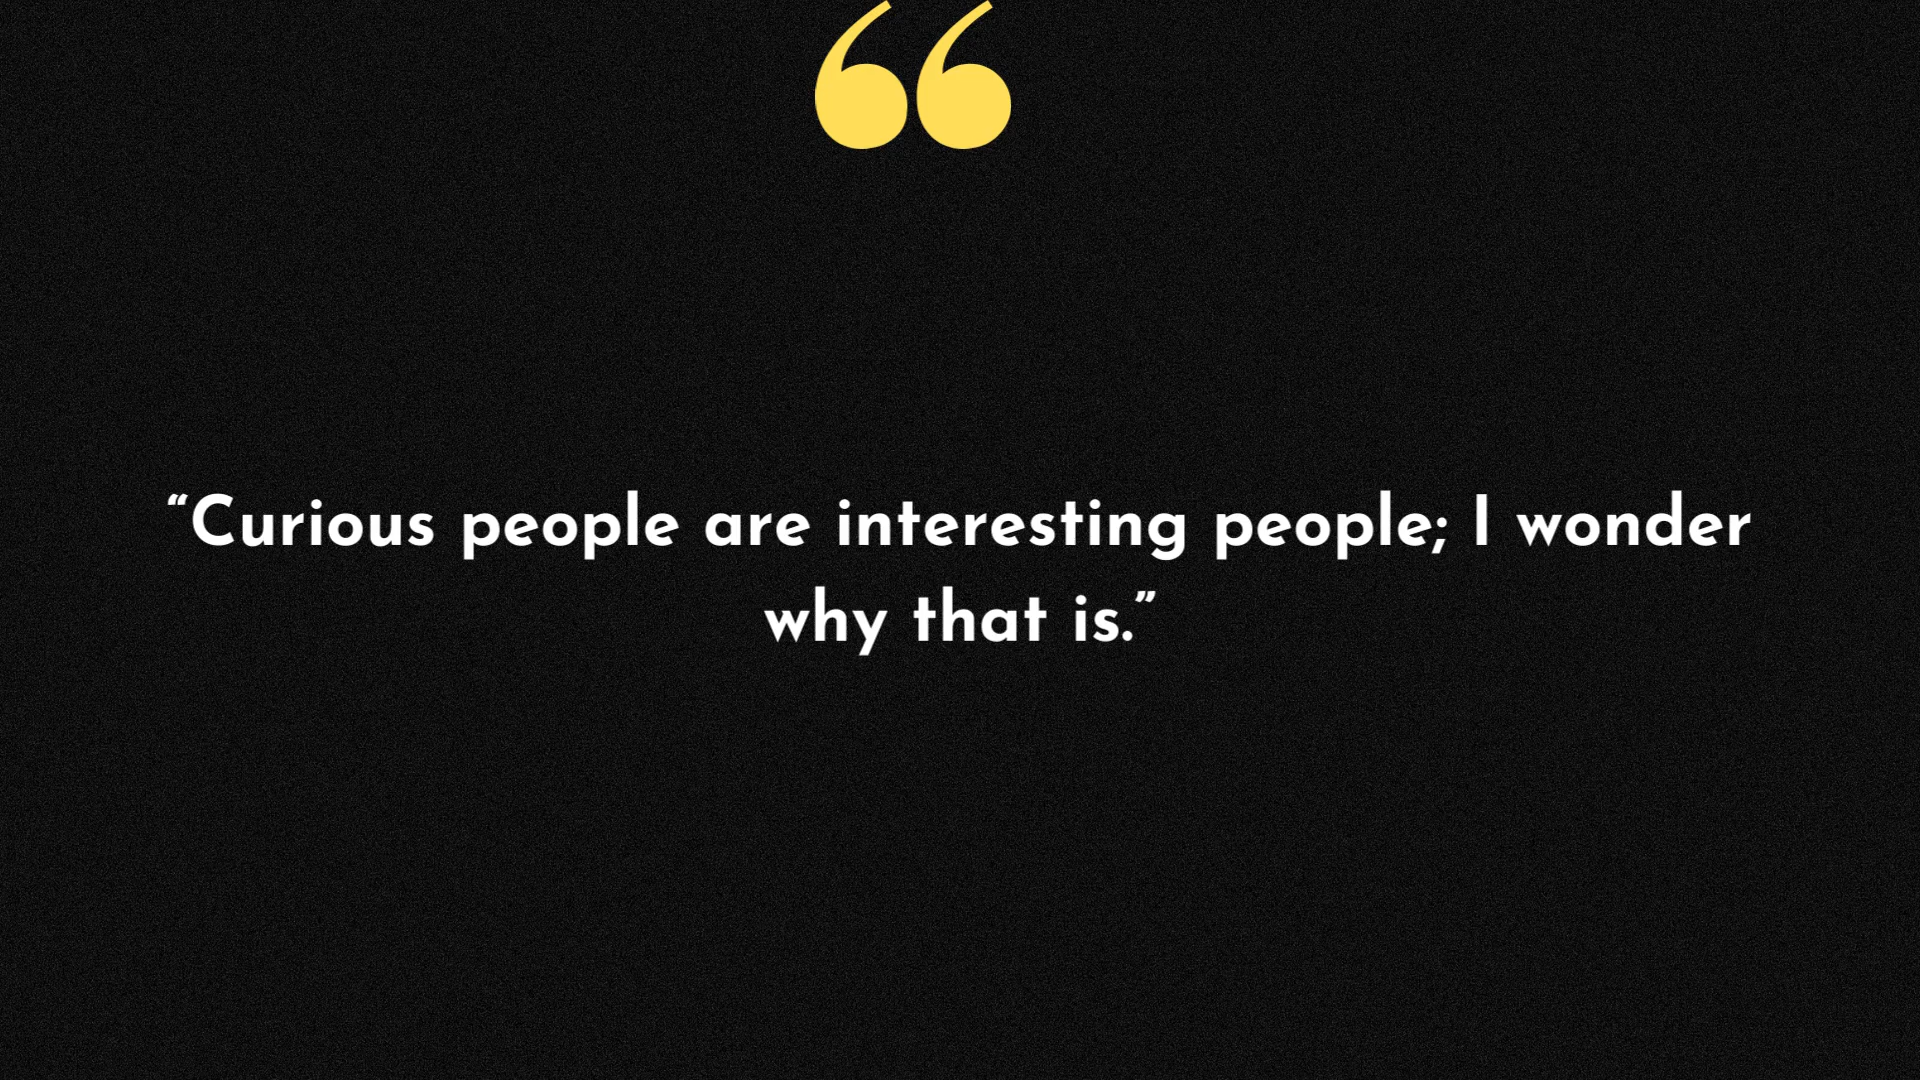 “
“Curious people are interesting people; I wonder
why that is.”